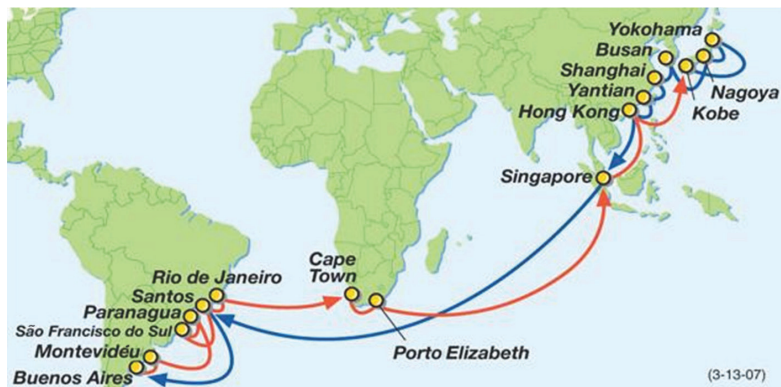 Yokohama
Busan
Shanghai
Yantian
Nagoya
Hong Kong
Kobe
Singapore
Cape
Town
Rio de Janeiro
Santos
Paranagua
São Francisco do Sul
Porto Elizabeth
Montevidéu
Buenos Aires
(3-13-07)